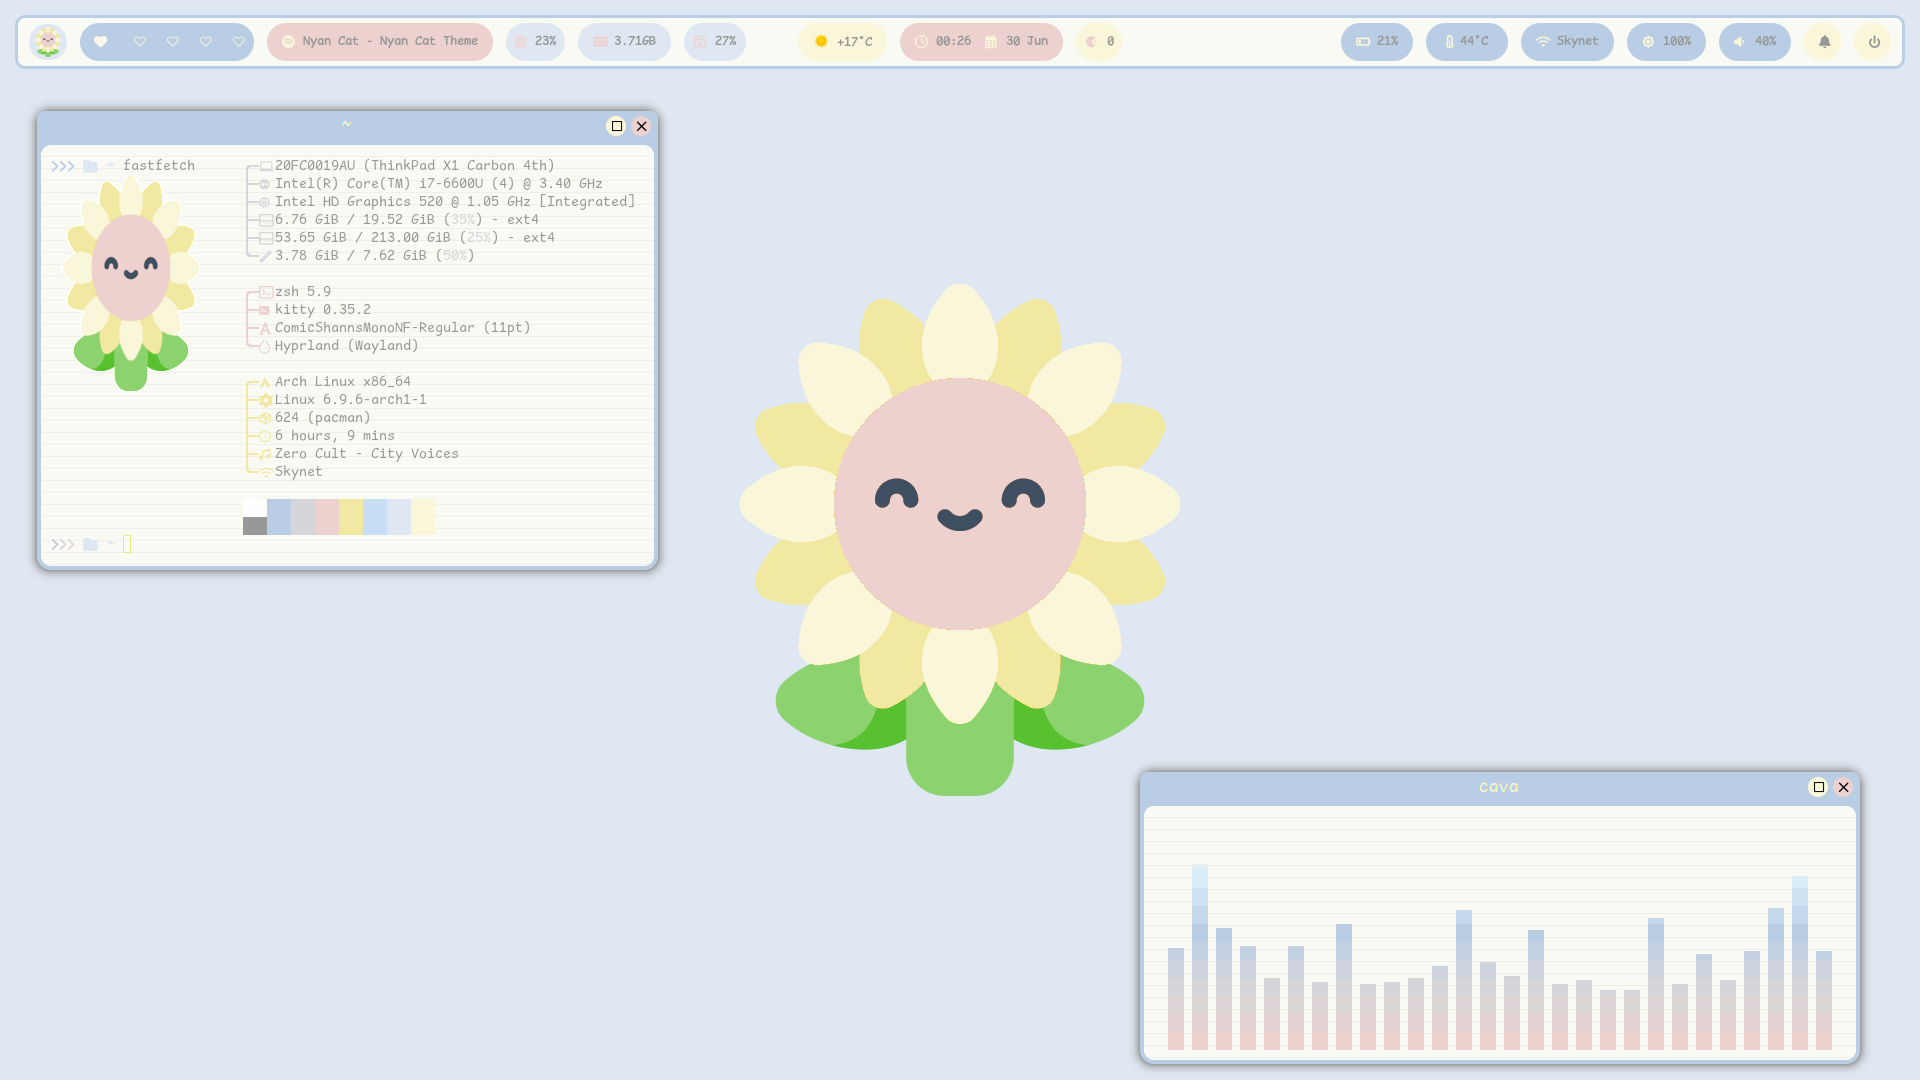 Nyan Cat - Nyan Cat Theme 23% 3.71GB 27% +17°C 00:26 30 Jun 0 21% 44°C Skynet 100% 40%
~
>>> ~ fastfetch
20FC0019AU (ThinkPad X1 Carbon 4th)
Intel(R) Core(TM) i7-6600U (4) @ 3.40 GHz
Intel HD Graphics 520 @ 1.05 GHz [Integrated]
6.76 GiB / 19.52 GiB (35%) - ext4
53.65 GiB / 213.00 GiB (25%) - ext4
3.78 GiB / 7.62 GiB (50%)
zsh 5.9
kitty 0.35.2
ComicShannsMonoNF-Regular (11pt)
Hyprland (Wayland)
Arch Linux x86_64
Linux 6.9.6-arch1-1
624 (pacman)
6 hours, 9 mins
Zero Cult - City Voices
Skynet
>>> ~
cava